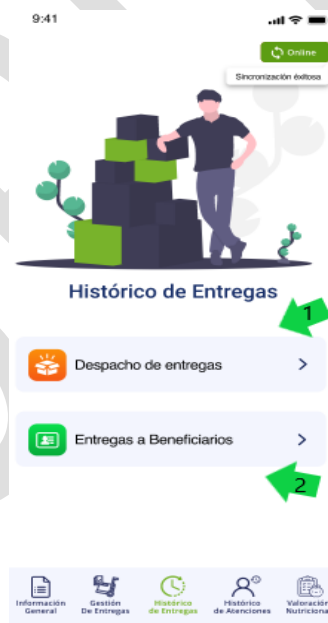 9:41
Online
Sincronización éxitosa
Histórico de Entregas
1
Despacho de entregas
Entregas a Beneficiarios
2
Información General
Gestión De Entregas
Histórico de Entregas
Histórico de Atenciones
Valoración Nutricional